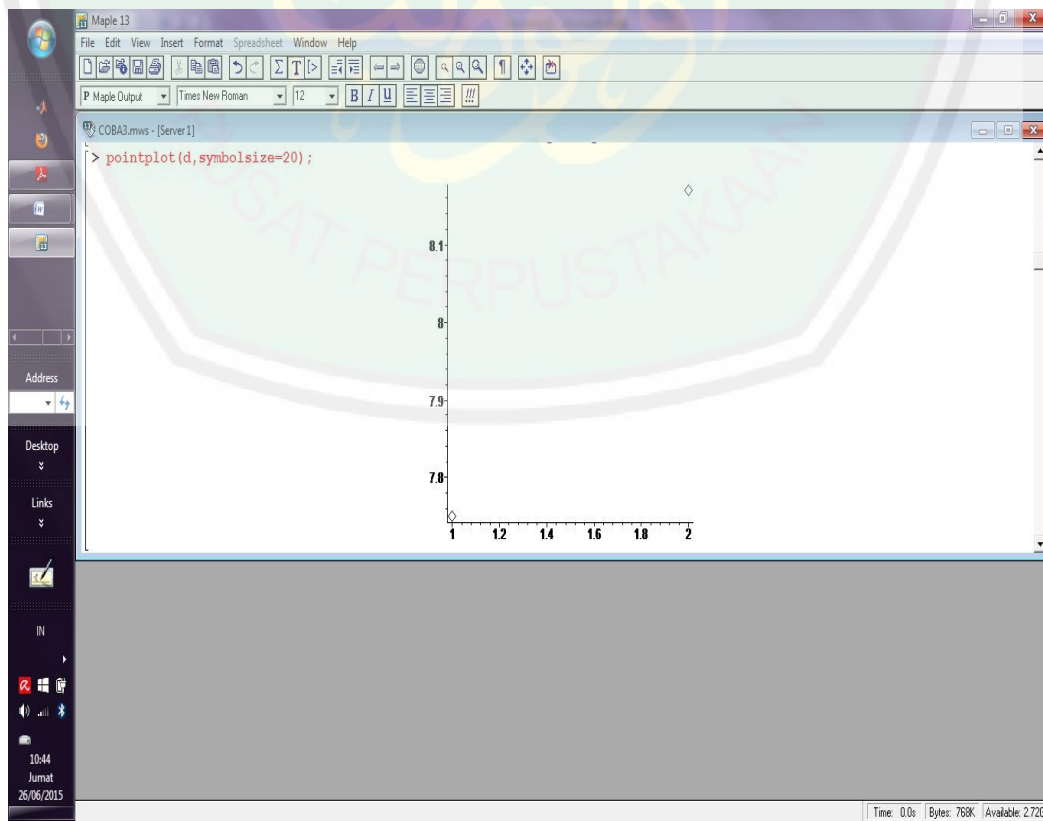 Maple 13
File Edit View Insert Format Spreadsheet Window Help
P Maple Output Times New Roman 12 B I U !!!
COBA3.mws - [Server 1]
> pointplot(d,symbolsize=20);
8.1
8
7.9
7.8
1 1.2 1.4 1.6 1.8 2
PUSAT PERPUSTAKAAN
Address
Desktop
Links
IN
10:44
Jumat
26/06/2015
Time: 0.0s Bytes: 768K Available: 2.72G